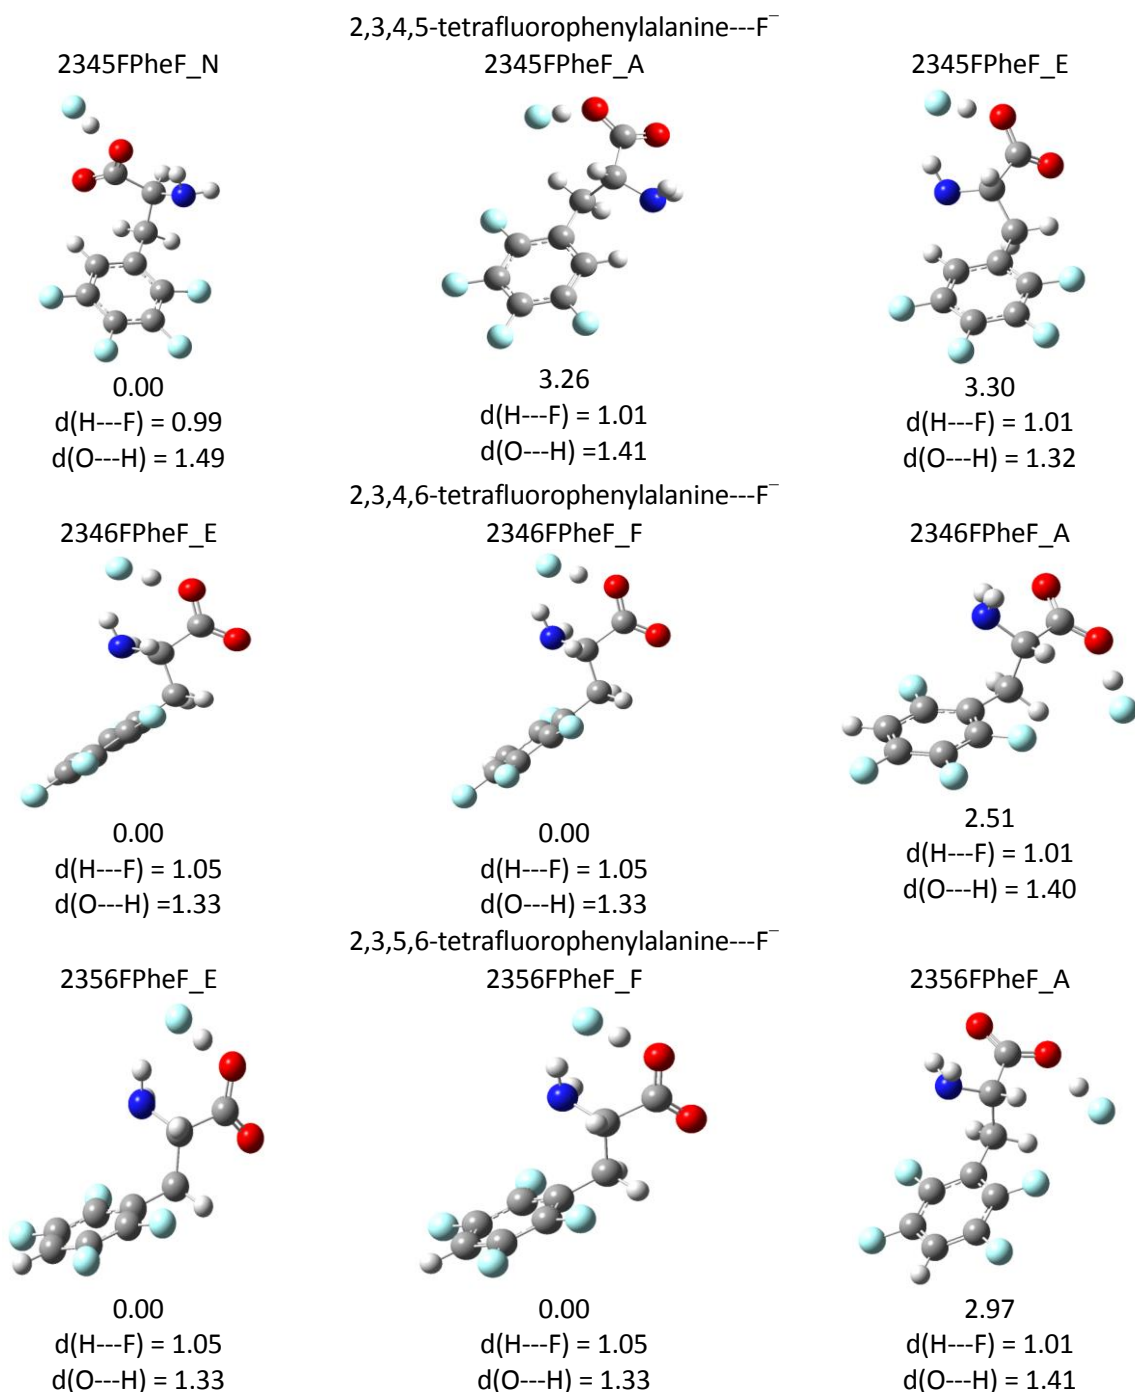 2,3,4,5-tetrafluorophenylalanine---F⁻
2345FPheF_N 2345FPheF_A 2345FPheF_E
0.00 3.26 3.30
d(H---F) = 0.99 d(H---F) = 1.01 d(H---F) = 1.01
d(O---H) = 1.49 d(O---H) =1.41 d(O---H) = 1.32
2,3,4,6-tetrafluorophenylalanine---F⁻
2346FPheF_E 2346FPheF_F 2346FPheF_A
0.00 0.00 2.51
d(H---F) = 1.05 d(H---F) = 1.05 d(H---F) = 1.01
d(O---H) =1.33 d(O---H) =1.33 d(O---H) = 1.40
2,3,5,6-tetrafluorophenylalanine---F⁻
2356FPheF_E 2356FPheF_F 2356FPheF_A
0.00 0.00 2.97
d(H---F) = 1.05 d(H---F) = 1.05 d(H---F) = 1.01
d(O---H) = 1.33 d(O---H) = 1.33 d(O---H) = 1.41